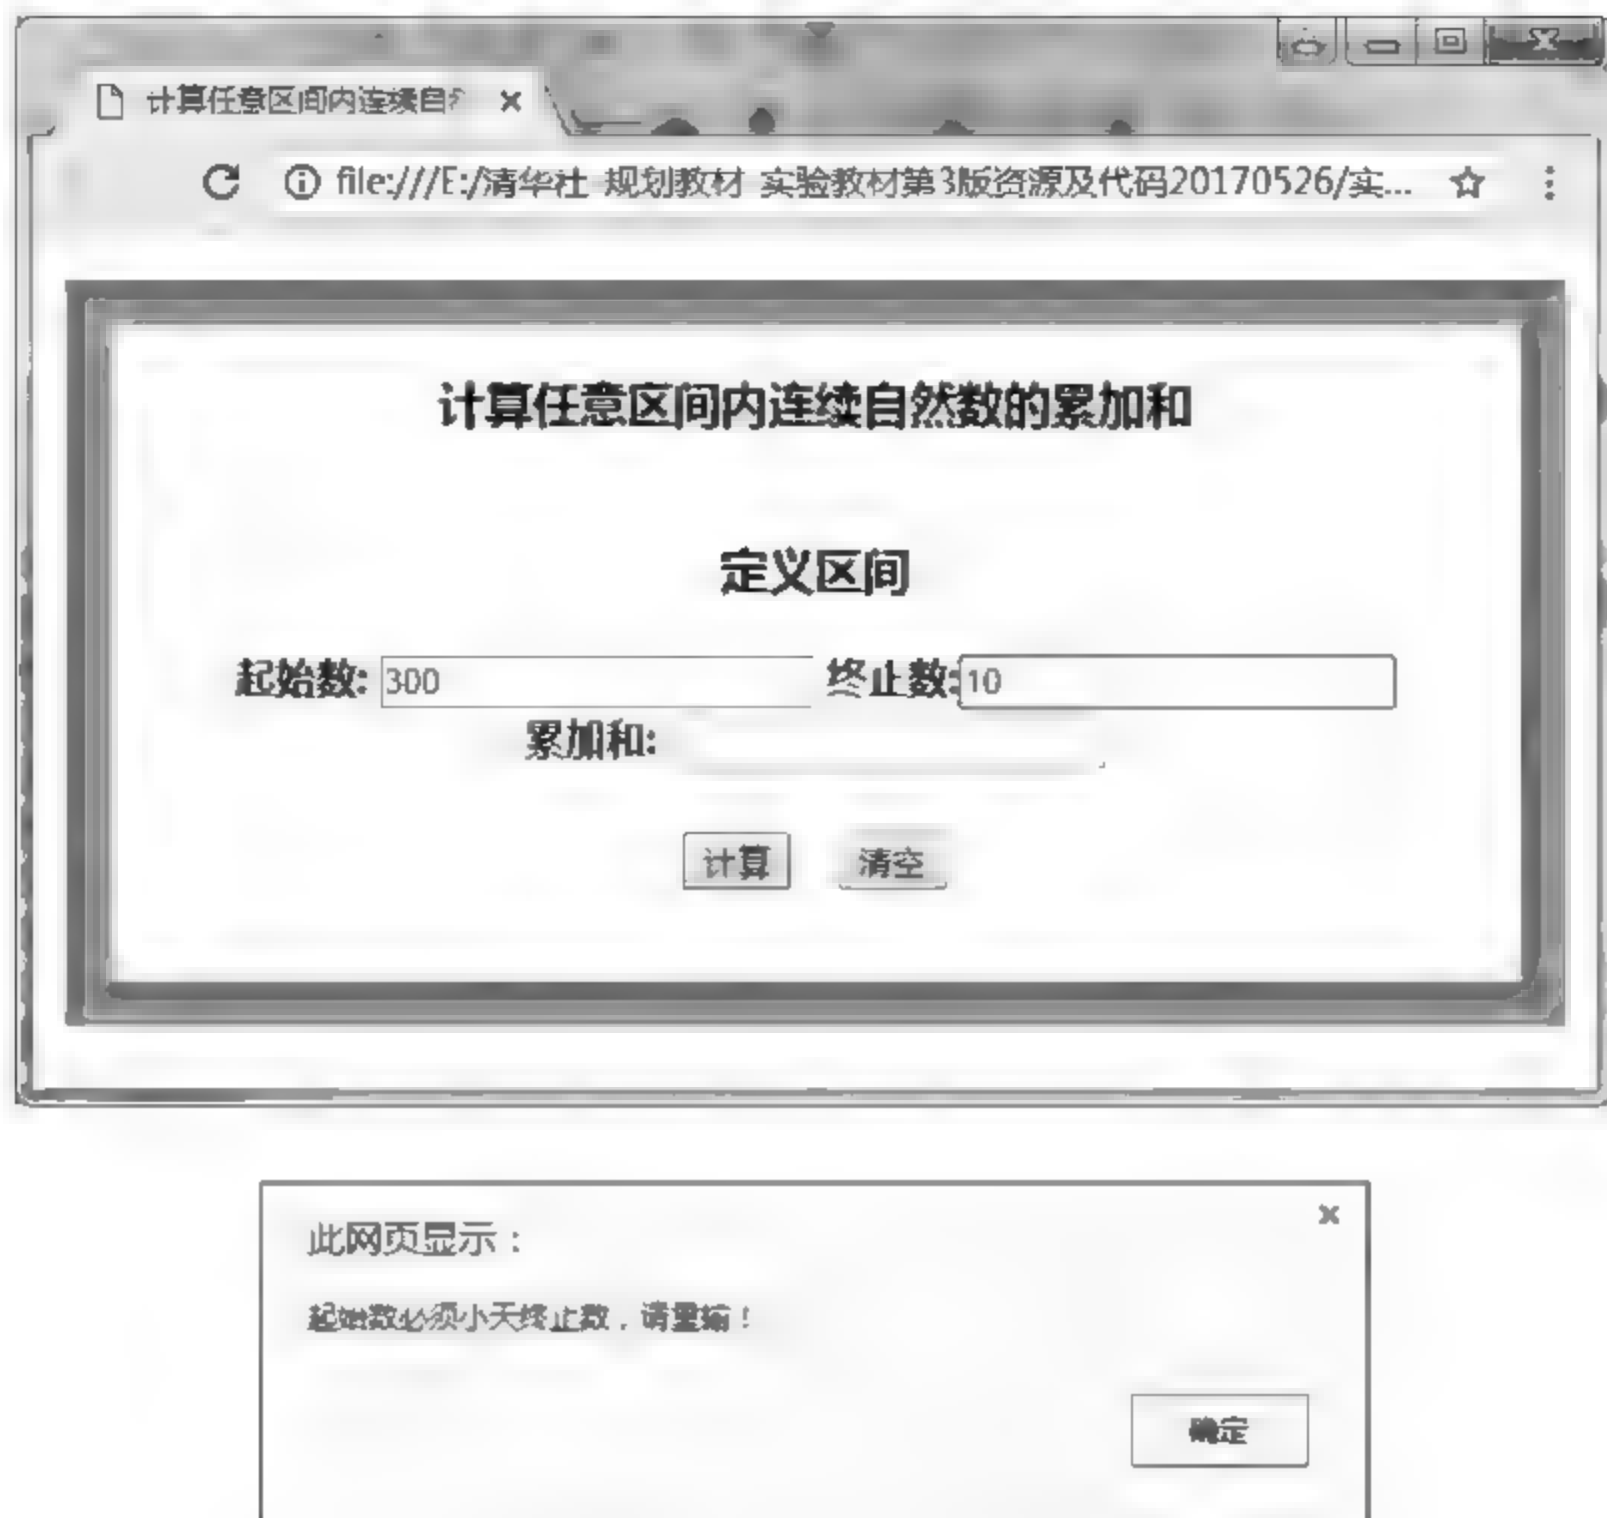 计算任意区间内连续自
file:///E:/清华社 规划教材 实验教材第3版资源及代码20170526/实...
计算任意区间内连续自然数的累加和
定义区间
起始数: 300 终止数: 10
累加和:
计算 清空
此网页显示：
起始数必须小于终止数，请重输！
确定